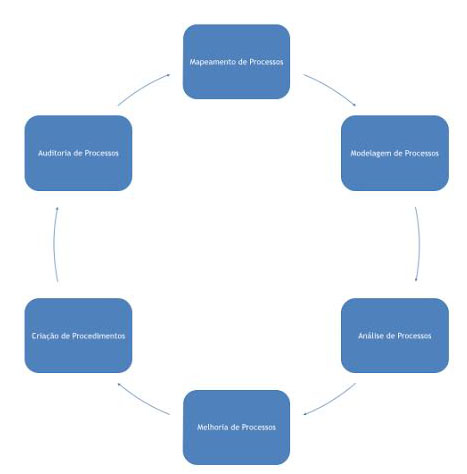 Mapeamento de Processos
Modelagem de Processos
Análise de Processos
Melhoria de Processos
Criação de Procedimentos
Auditoria de Processos